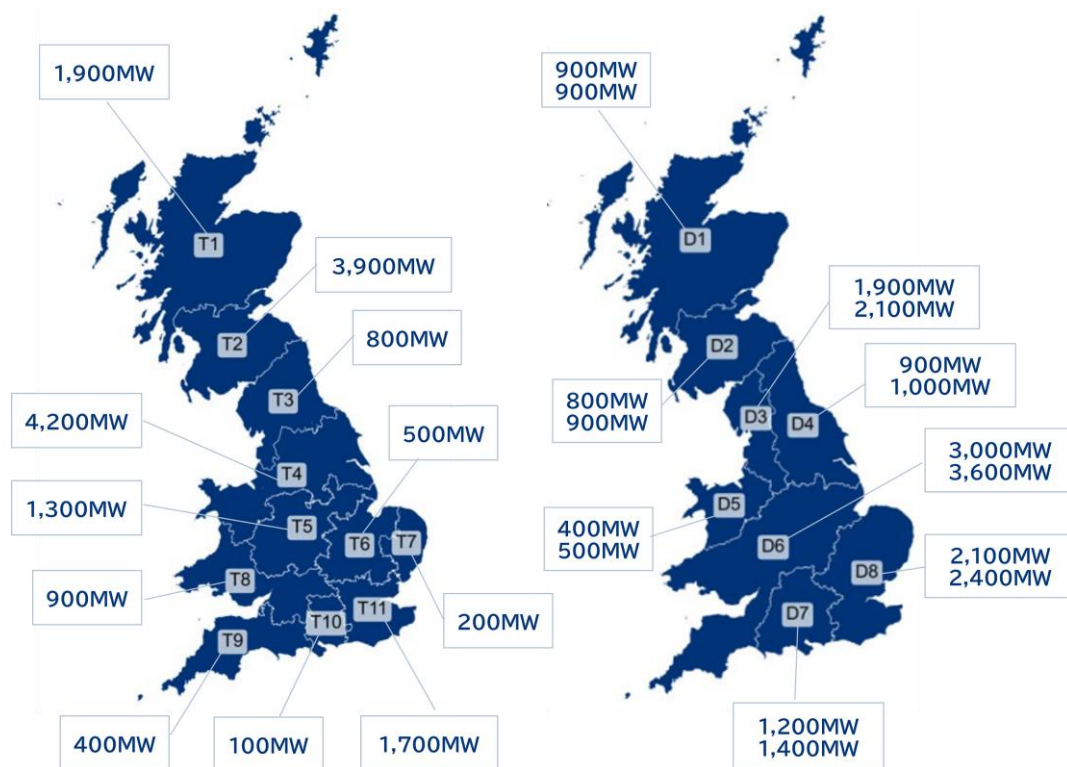 1,900MW
T1
3,900MW
T2
800MW
T3
4,200MW
T4
500MW
1,300MW
T5
T6
T7
900MW
T8
200MW
T11
T10
T9
400MW
100MW
1,700MW
900MW
900MW
D1
1,900MW
2,100MW
D2
900MW
1,000MW
800MW
900MW
D3
D4
3,000MW
3,600MW
D5
400MW
500MW
D6
2,100MW
2,400MW
D8
D7
1,200MW
1,400MW